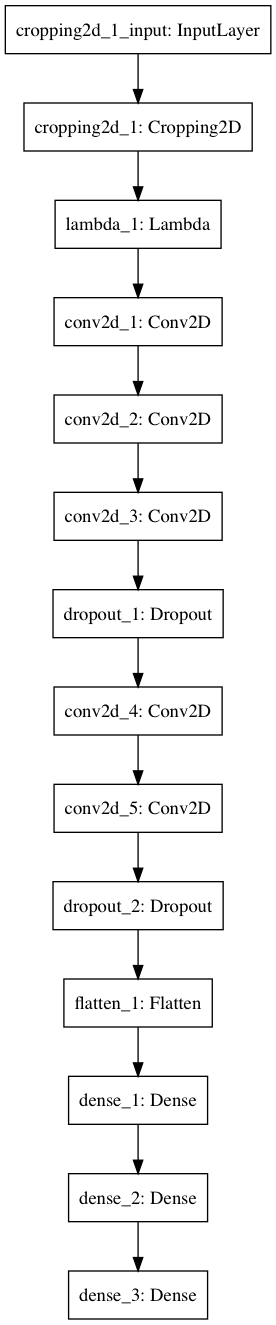 cropping2d_1_input: InputLayer
cropping2d_1: Cropping2D
lambda_1: Lambda
conv2d_1: Conv2D
conv2d_2: Conv2D
conv2d_3: Conv2D
dropout_1: Dropout
conv2d_4: Conv2D
conv2d_5: Conv2D
dropout_2: Dropout
flatten_1: Flatten
dense_1: Dense
dense_2: Dense
dense_3: Dense